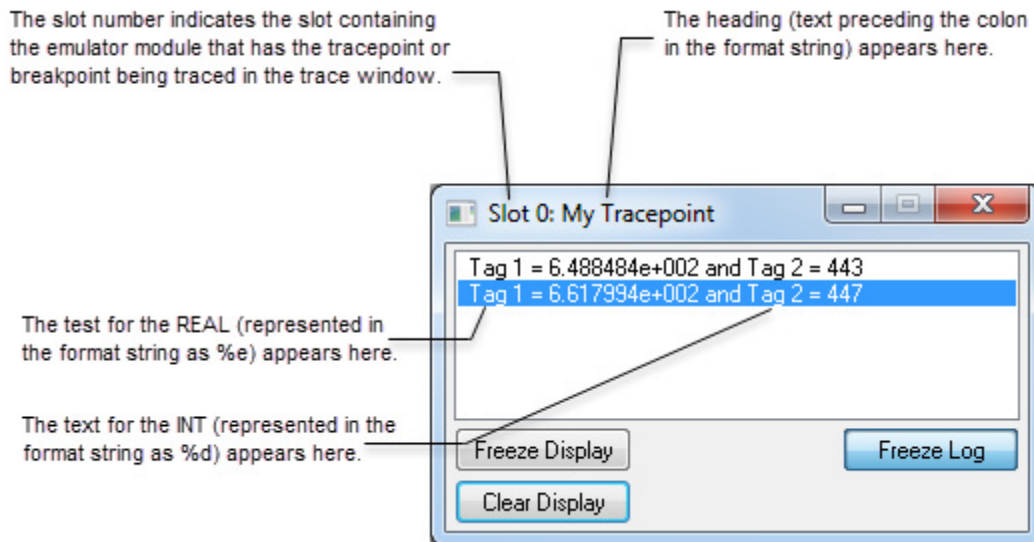 The slot number indicates the slot containing
the emulator module that has the tracepoint or
breakpoint being traced in the trace window.
The heading (text preceding the colon
in the format string) appears here.
Slot 0: My Tracepoint
Tag 1 = 6.488484e+002 and Tag 2 = 443
Tag 1 = 6.617994e+002 and Tag 2 = 447
The test for the REAL (represented in
the format string as %e) appears here.
The text for the INT (represented in the
format string as %d) appears here.
Freeze Display
Freeze Log
Clear Display